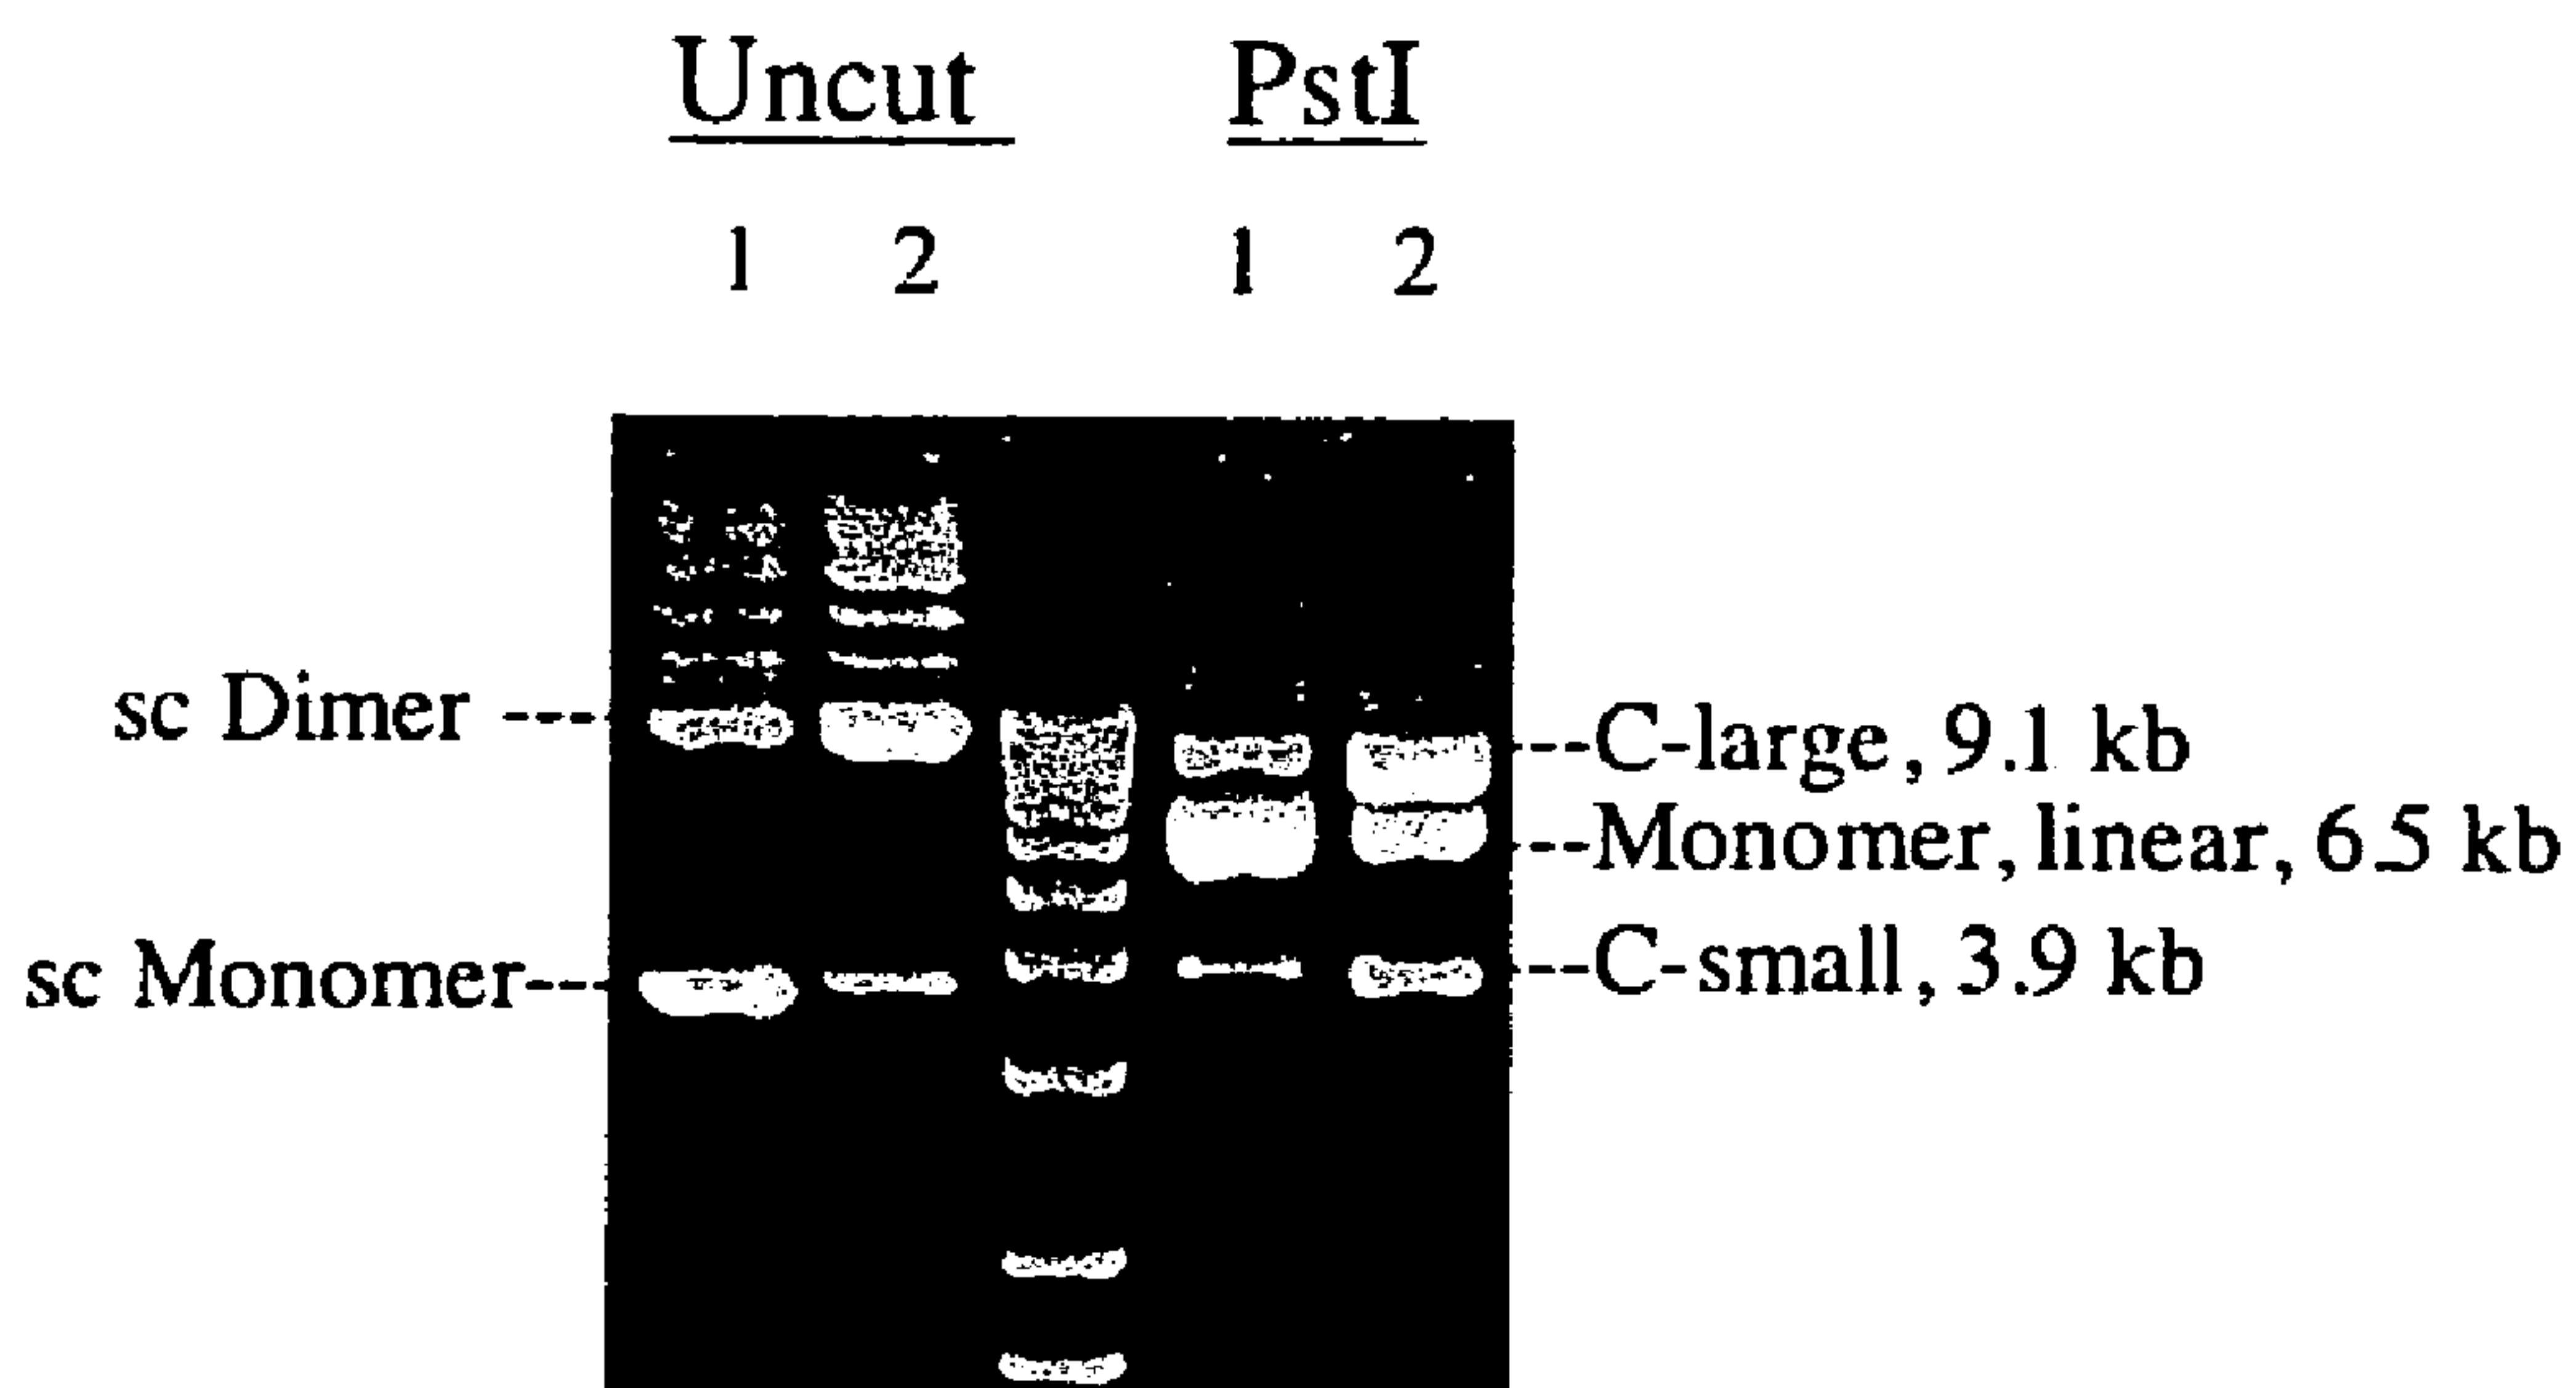 Uncut PstI
1 2 1 2
sc Dimer ---
---C-large, 9.1 kb
---Monomer, linear, 6.5 kb
sc Monomer---
---C-small, 3.9 kb